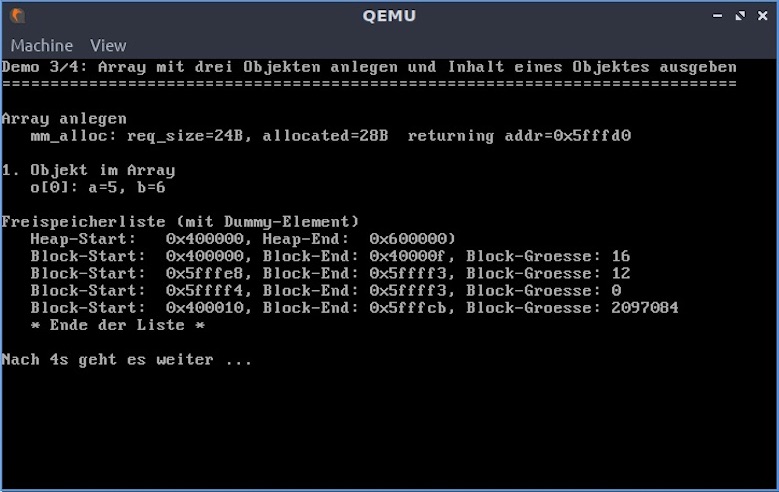 QEMU
Machine View
Demo 3/4: Array mit drei Objekten anlegen und Inhalt eines Objektes ausgeben
============================================================================
Array anlegen
mm_alloc: req_size=24B, allocated=28B  returning addr=0x5fffd0
1. Objekt im Array
o[0]: a=5, b=6
Freispeicherliste (mit Dummy-Element)
Heap-Start:   0x400000, Heap-End:  0x600000)
Block-Start:  0x400000, Block-End: 0x40000f, Block-Groesse: 16
Block-Start:  0x5fffe8, Block-End: 0x5ffff3, Block-Groesse: 12
Block-Start:  0x5ffff4, Block-End: 0x5ffff3, Block-Groesse: 0
Block-Start:  0x400010, Block-End: 0x5fffcb, Block-Groesse: 2097084
* Ende der Liste *
Nach 4s geht es weiter ...